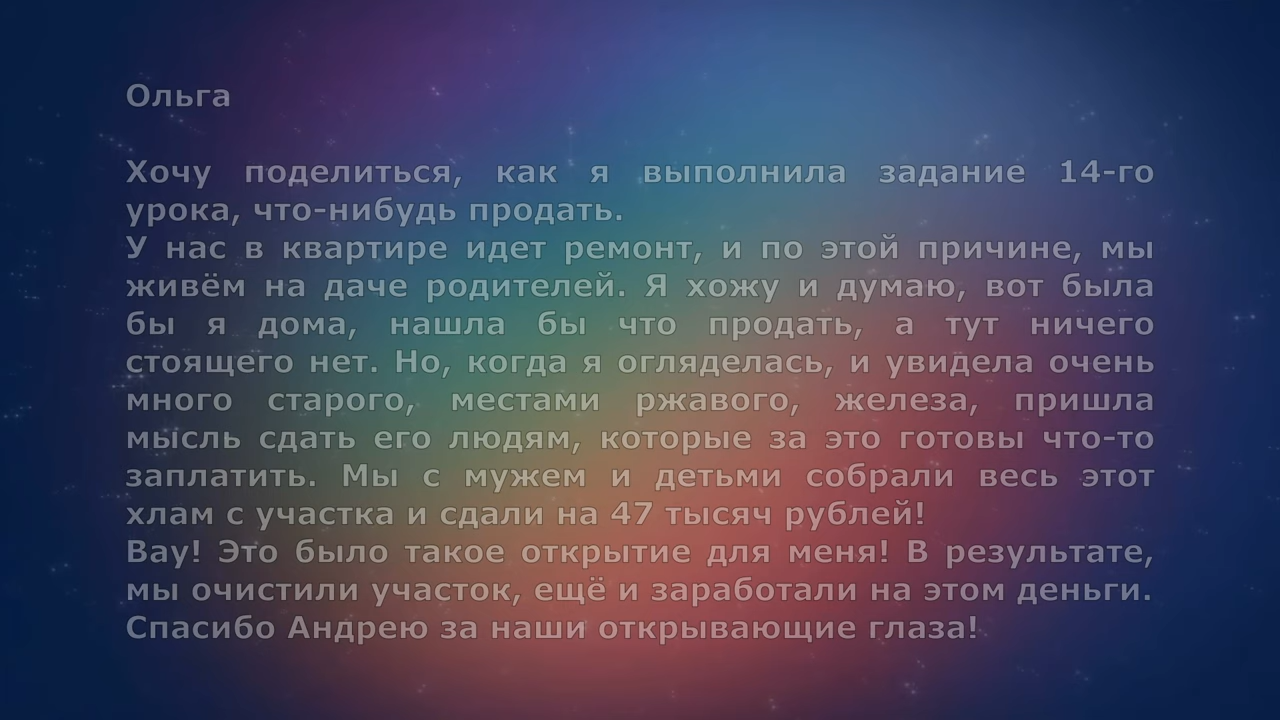 Ольга
Хочу поделиться, как я выполнила задание 14-го
урока, что-нибудь продать.
У нас в квартире идет ремонт, и по этой причине, мы
живём на даче родителей. Я хожу и думаю, вот была
бы я дома, нашла бы что продать, а тут ничего
стоящего нет. Но, когда я огляделась, и увидела очень
много старого, местами ржавого, железа, пришла
мысль сдать его людям, которые за это готовы что-то
заплатить. Мы с мужем и детьми собрали весь этот
хлам с участка и сдали на 47 тысяч рублей!
Вау! Это было такое открытие для меня! В результате,
мы очистили участок, ещё и заработали на этом деньги.
Спасибо Андрею за наши открывающие глаза!